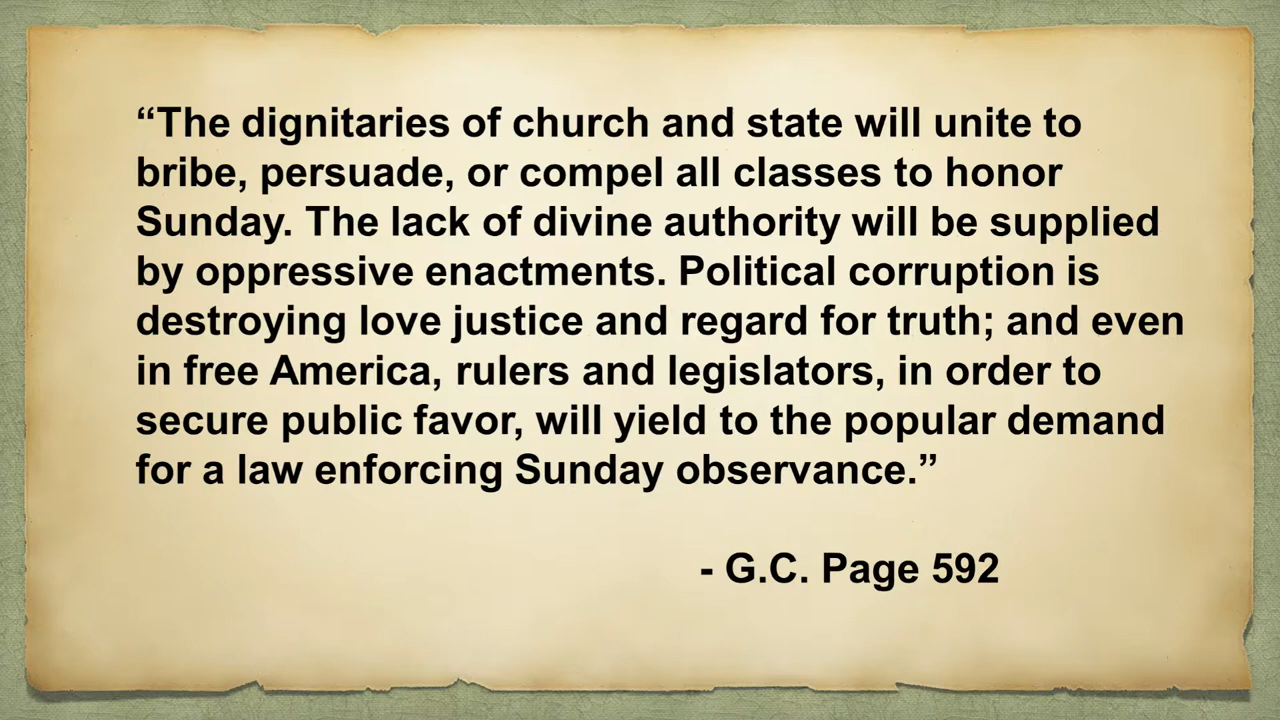 “The dignitaries of church and state will unite to
bribe, persuade, or compel all classes to honor
Sunday. The lack of divine authority will be supplied
by oppressive enactments. Political corruption is
destroying love justice and regard for truth; and even
in free America, rulers and legislators, in order to
secure public favor, will yield to the popular demand
for a law enforcing Sunday observance.”
- G.C. Page 592